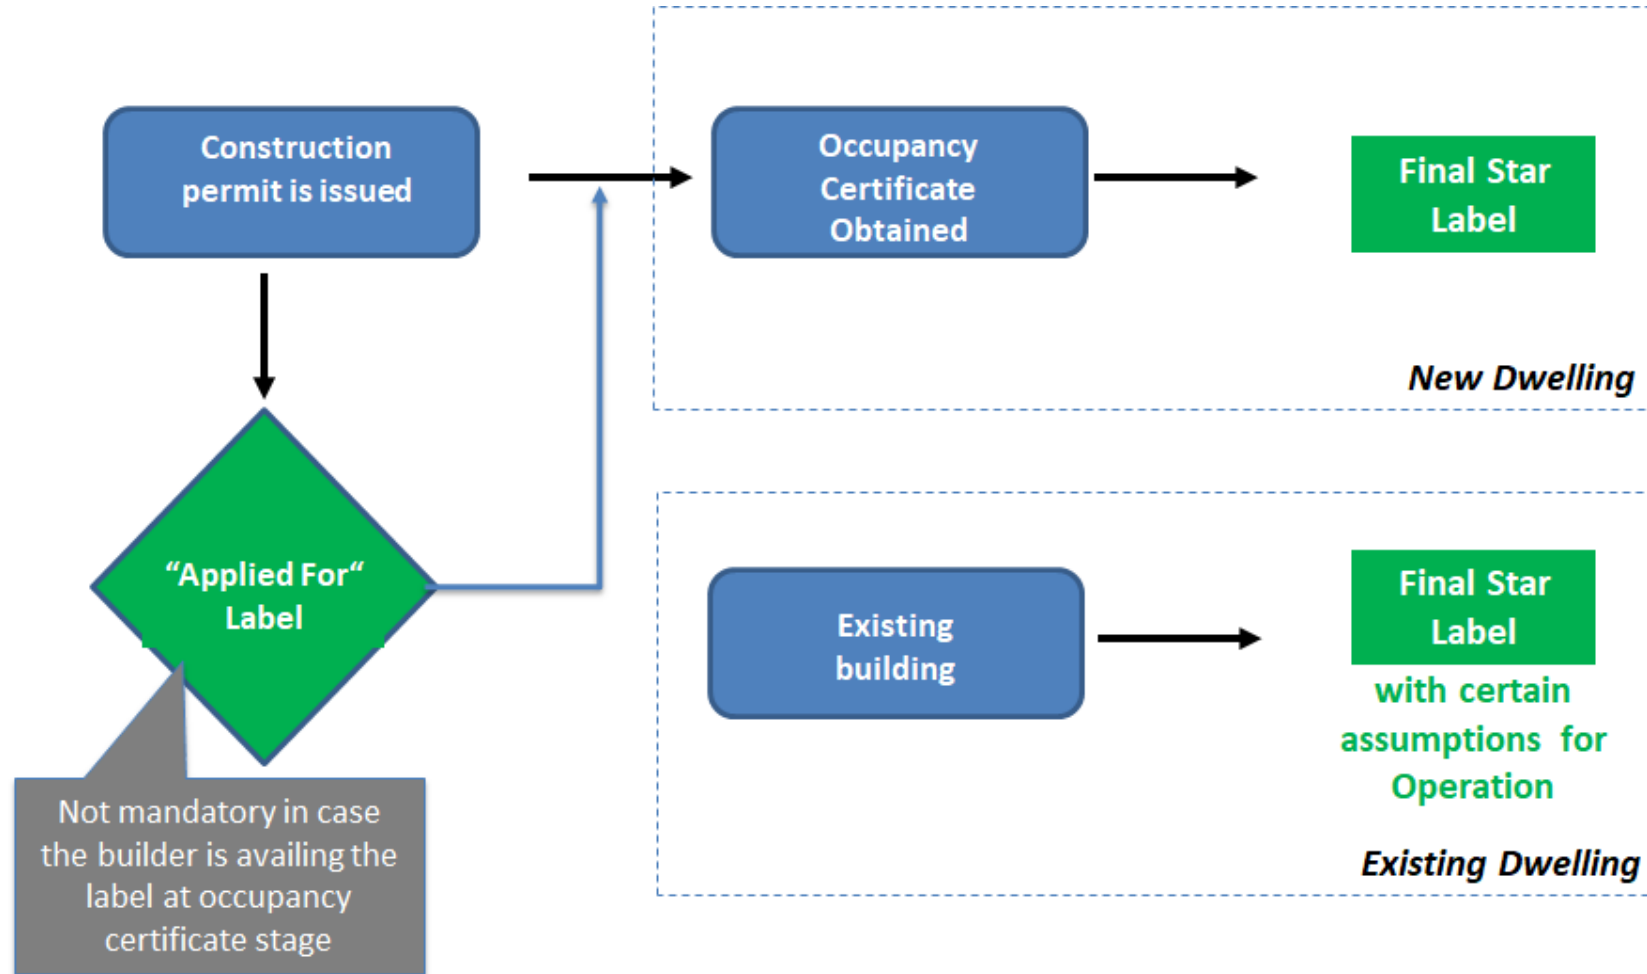 Construction
permit is issued
Occupancy
Certificate
Obtained
Final Star
Label
New Dwelling
“Applied For“
Label
Not mandatory in case
the builder is availing the
label at occupancy
certificate stage
Existing
building
Final Star
Label
with certain
assumptions for
Operation
Existing Dwelling